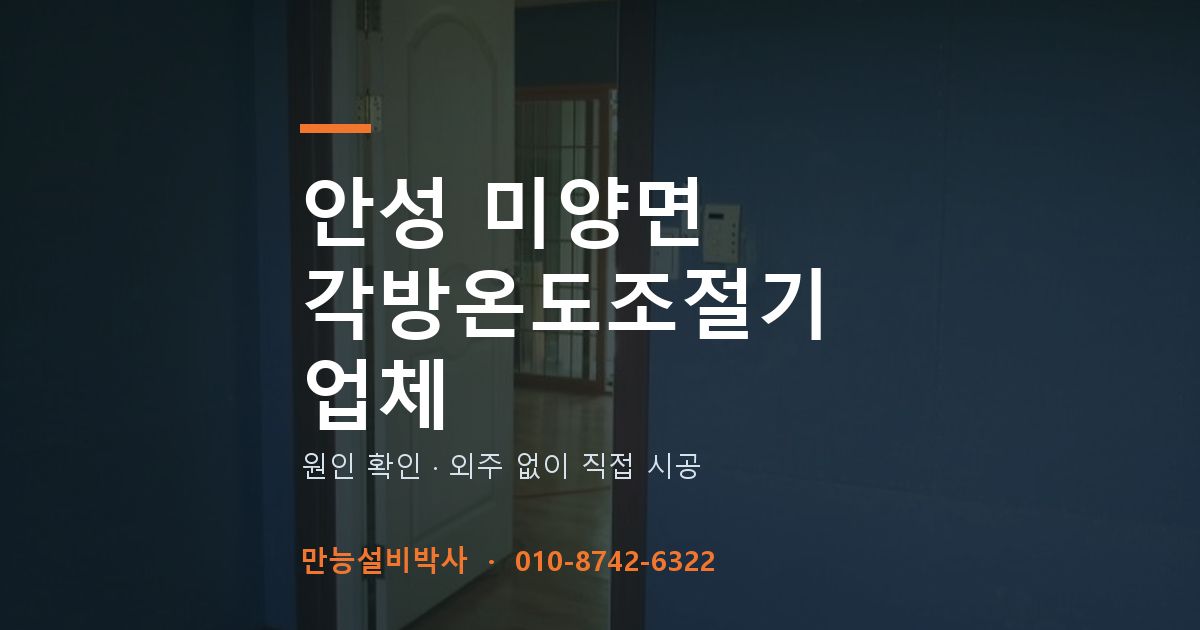 안성 미양면
각방온도조절기
업체
원인 확인 · 외주 없이 직접 시공
만능설비박사 · 010-8742-6322